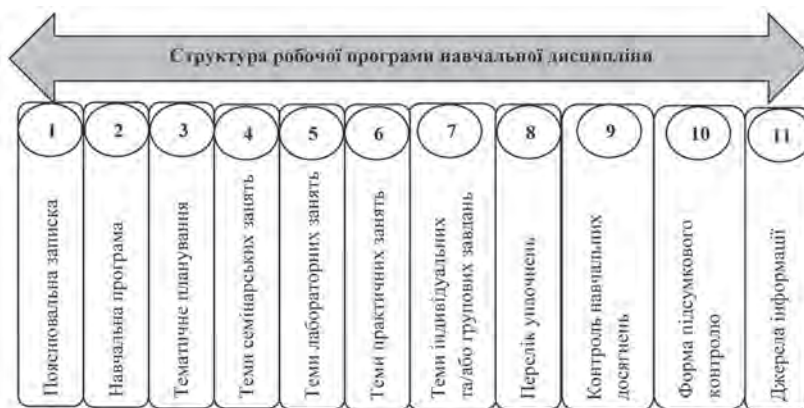 Структура робочої програми навчальної дисципліни
1
Пояснювальна записка
2
Навчальна програма
3
Тематичне планування
4
Теми семінарських занять
5
Теми лабораторних занять
6
Теми практичних занять
7
Теми індивідуальних
та/або групових завдань
8
Перелік унаочнень
9
Контроль навчальних
досягнень
10
Форма підсумкового
контролю
11
Джерела інформації